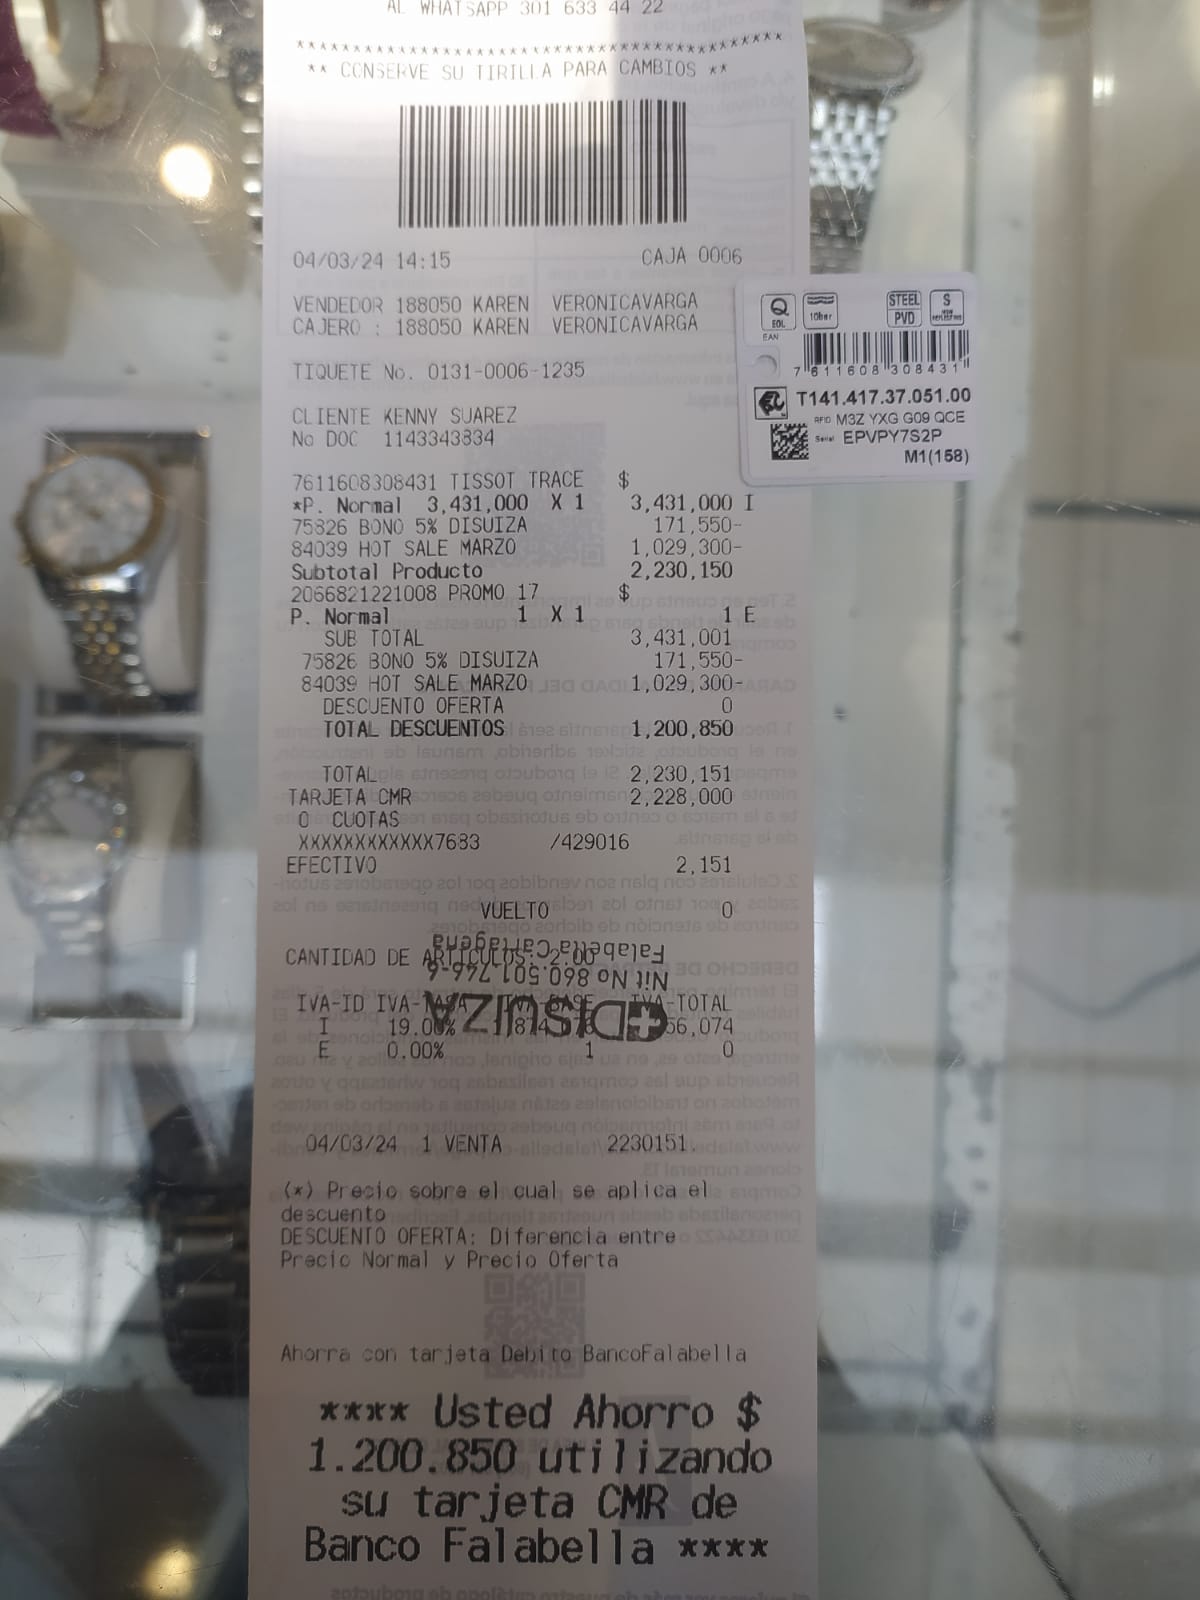 AL WHATSAPP 301 633 44 22
** CONSERVE SU TIRILLA PARA CAMBIOS **
04/03/24 14:15 CAJA 0006
VENDEDOR 188050 KAREN VERONICAVARGA
CAJERO : 188050 KAREN VERONICAVARGA
TIQUETE No. 0131-0006-1235
CLIENTE KENNY SUAREZ
No DOC 1143343834
7611608308431 TISSOT TRACE $
*P. Normal 3,431,000 X 1 3,431,000 I
75826 BONO 5% DISUIZA 171,550-
84039 HOT SALE MARZO 1,029,300-
Subtotal Producto 2,230,150
2066821221008 PROMO 17 $
P. Normal 1 X 1 1 E
SUB TOTAL 3,431,001
75826 BONO 5% DISUIZA 171,550-
84039 HOT SALE MARZO 1,029,300-
DESCUENTO OFERTA 0
TOTAL DESCUENTOS 1,200,850
TOTAL 2,230,151
TARJETA CMR 2,228,000
0 CUOTAS
XXXXXXXXXXXX7683 /429016
EFECTIVO 2,151
VUELTO 0
CANTIDAD DE ARTICULOS: 2.00
Falabella Cartagena
Nit No 860.501.746-6
DISUIZA
IVA-ID IVA-TASA IVA-BASE IVA-TOTAL
I 19.00%
E 0.00% 1 0
04/03/24 1 VENTA 2230151.
(*) Precio sobre el cual se aplica el
descuento
DESCUENTO OFERTA: Diferencia entre
Precio Normal y Precio Oferta
Ahorra con tarjeta Debito BancoFalabella
**** Usted Ahorro $
1.200.850 utilizando
su tarjeta CMR de
Banco Falabella ****
Q EOL
10bar
STEEL PVD
S
EAN
7 611608 308431
T141.417.37.051.00
RFID M3Z YXG G09 QCE
Serial EPVPY7S2P
M1(158)